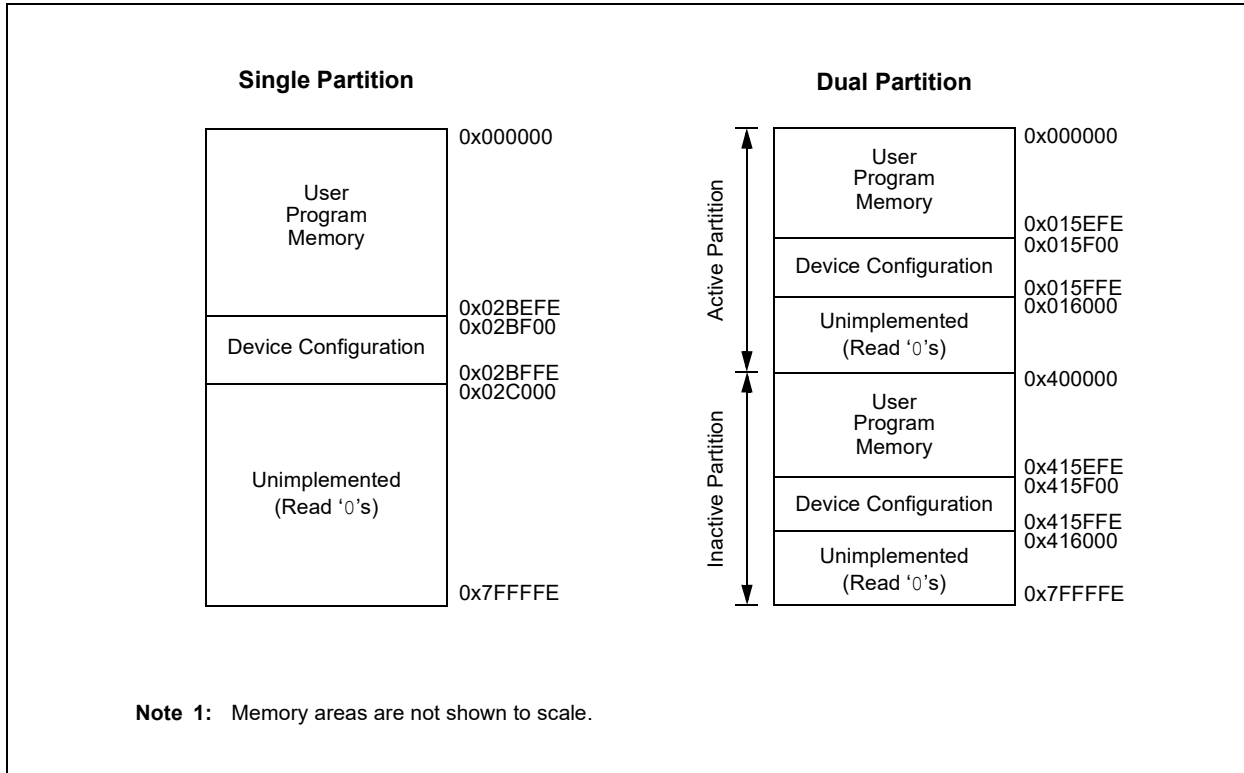 Single Partition
0x000000
User
Program
Memory
0x02BEFE
0x02BF00
Device Configuration
0x02BFFE
0x02C000
Unimplemented
(Read ‘0’s)
0x7FFFFE
Dual Partition
Active Partition
0x000000
User
Program
Memory
0x015EFE
0x015F00
Device Configuration
0x015FFE
0x016000
Unimplemented
(Read ‘0’s)
Inactive Partition
0x400000
User
Program
Memory
0x415EFE
0x415F00
Device Configuration
0x415FFE
0x416000
Unimplemented
(Read ‘0’s)
0x7FFFFE
Note 1: Memory areas are not shown to scale.